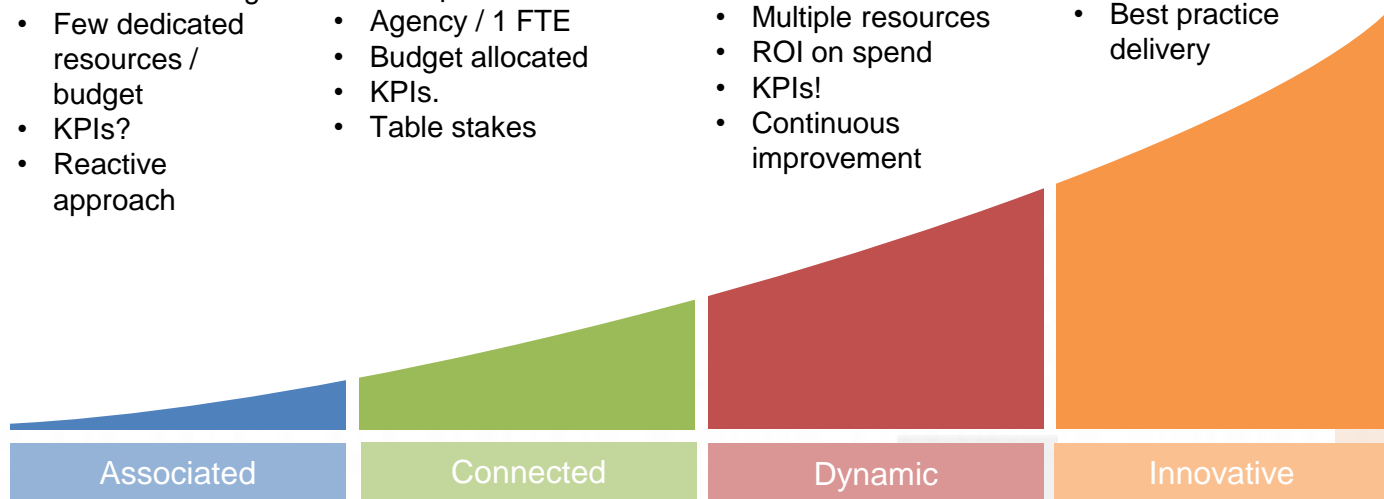 • Few dedicated
resources /
budget
• KPIs?
• Reactive
approach
• Agency / 1 FTE
• Budget allocated
• KPIs.
• Table stakes
• Multiple resources
• ROI on spend
• KPIs!
• Continuous
improvement
• Best practice
delivery
Associated
Connected
Dynamic
Innovative